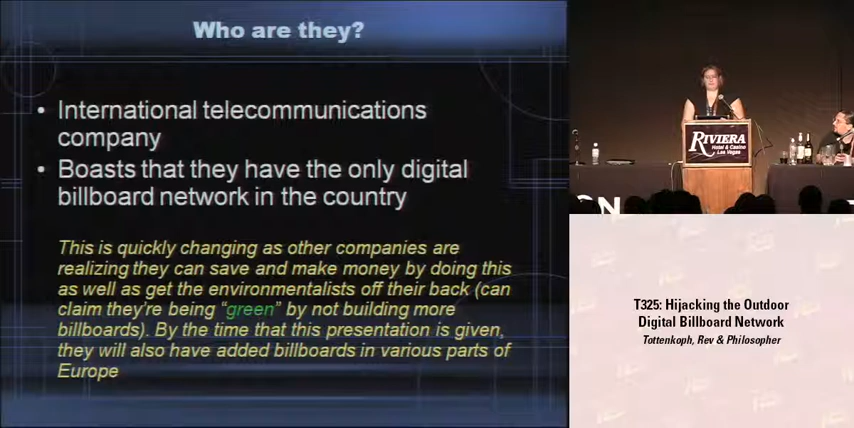 Who are they?
• International telecommunications
company
• Boasts that they have the only digital
billboard network in the country
This is quickly changing as other companies are
realizing they can save and make money by doing this
as well as get the environmentalists off their back (can
claim they're being "green" by not building more
billboards). By the time that this presentation is given,
they will also have added billboards in various parts of
Europe
RIVIERA
Hotel & Casino
Las Vegas
ON
T325: Hijacking the Outdoor
Digital Billboard Network
Tottenkoph, Rev & Philosopher